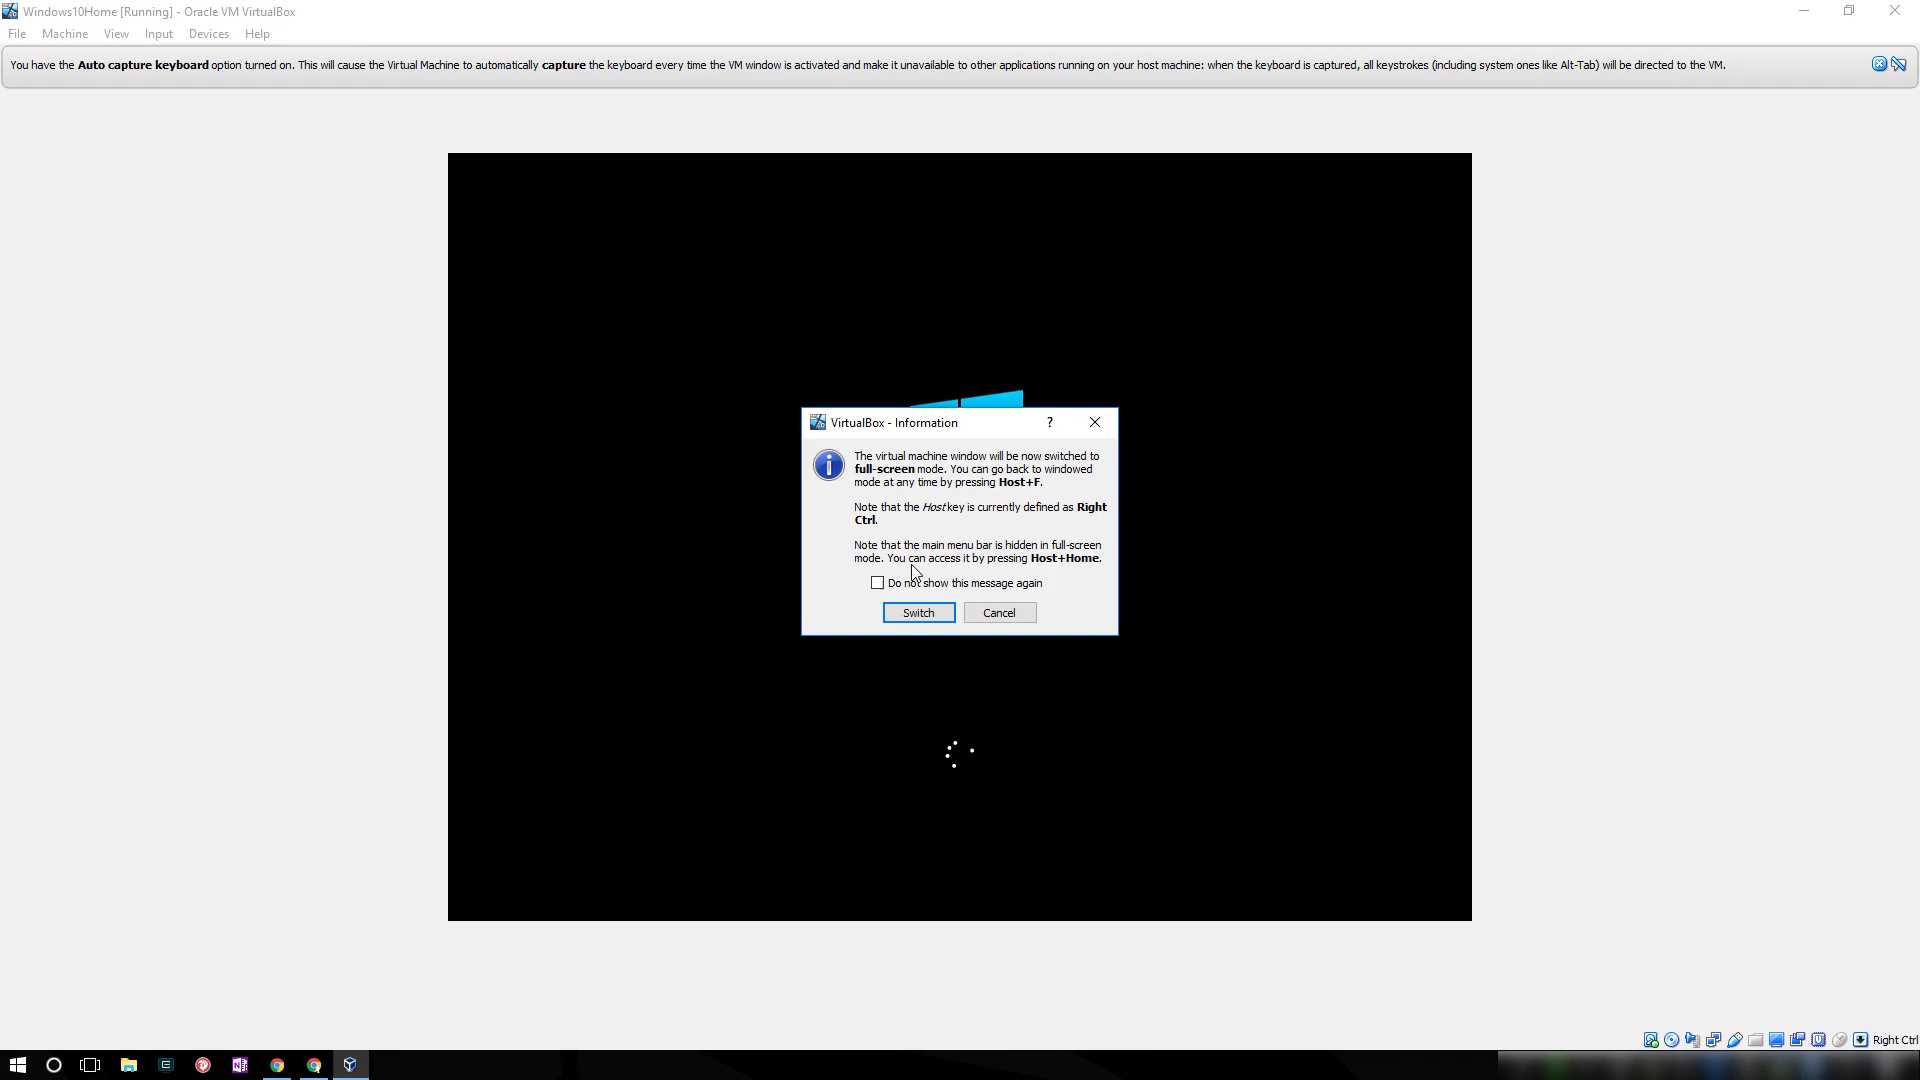 Windows10Home [Running] - Oracle VM VirtualBox
File Machine View Input Devices Help
You have the Auto capture keyboard option turned on. This will cause the Virtual Machine to automatically capture the keyboard every time the VM window is activated and make it unavailable to other applications running on your host machine: when the keyboard is captured, all keystrokes (including system ones like Alt-Tab) will be directed to the VM.
VirtualBox - Information
The virtual machine window will be now switched to
full-screen mode. You can go back to windowed
mode at any time by pressing Host+F.
Note that the Host key is currently defined as Right
Ctrl.
Note that the main menu bar is hidden in full-screen
mode. You can access it by pressing Host+Home.
Do not show this message again
Switch Cancel
Right Ctrl